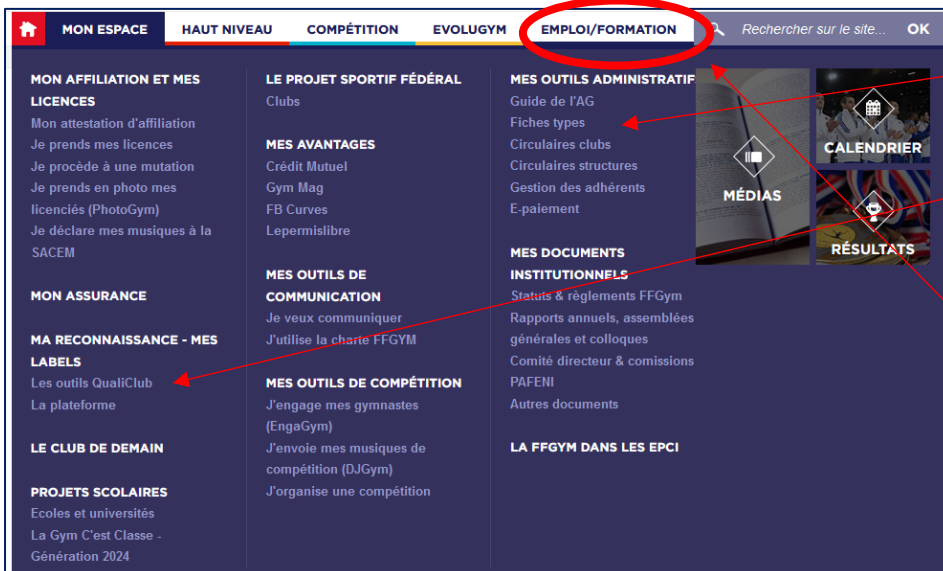 MON ESPACE HAUT NIVEAU COMPÉTITION EVOLUGYM EMPLOI/FORMATION Rechercher sur le site... OK
MON AFFILIATION ET MES
LICENCES
Mon attestation d'affiliation
Je prends mes licences
Je procède à une mutation
Je prends en photo mes
licenciés (PhotoGym)
Je déclare mes musiques à la
SACEM
MON ASSURANCE
MA RECONNAISSANCE - MES
LABELS
Les outils QualiClub
La plateforme
LE CLUB DE DEMAIN
PROJETS SCOLAIRES
Ecoles et universités
La Gym C'est Classe -
Génération 2024
LE PROJET SPORTIF FÉDÉRAL
Clubs
MES AVANTAGES
Crédit Mutuel
Gym Mag
FB Curves
Lepermislibre
MES OUTILS DE
COMMUNICATION
Je veux communiquer
J'utilise la charte FFGYM
MES OUTILS DE COMPÉTITION
J'engage mes gymnastes
(EngaGym)
J'envoie mes musiques de
compétition (DJGym)
J'organise une compétition
MES OUTILS ADMINISTRATIF
Guide de l'AG
Fiches types
Circulaires clubs
Circulaires structures
Gestion des adhérents
E-paiement
MES DOCUMENTS
INSTITUTIONNELS
Statuts & règlements FFGym
Rapports annuels, assemblées
générales et colloques
Comité directeur & comissions
PAFENI
Autres documents
LA FFGYM DANS LES EPCI
MÉDIAS
CALENDRIER
RÉSULTATS